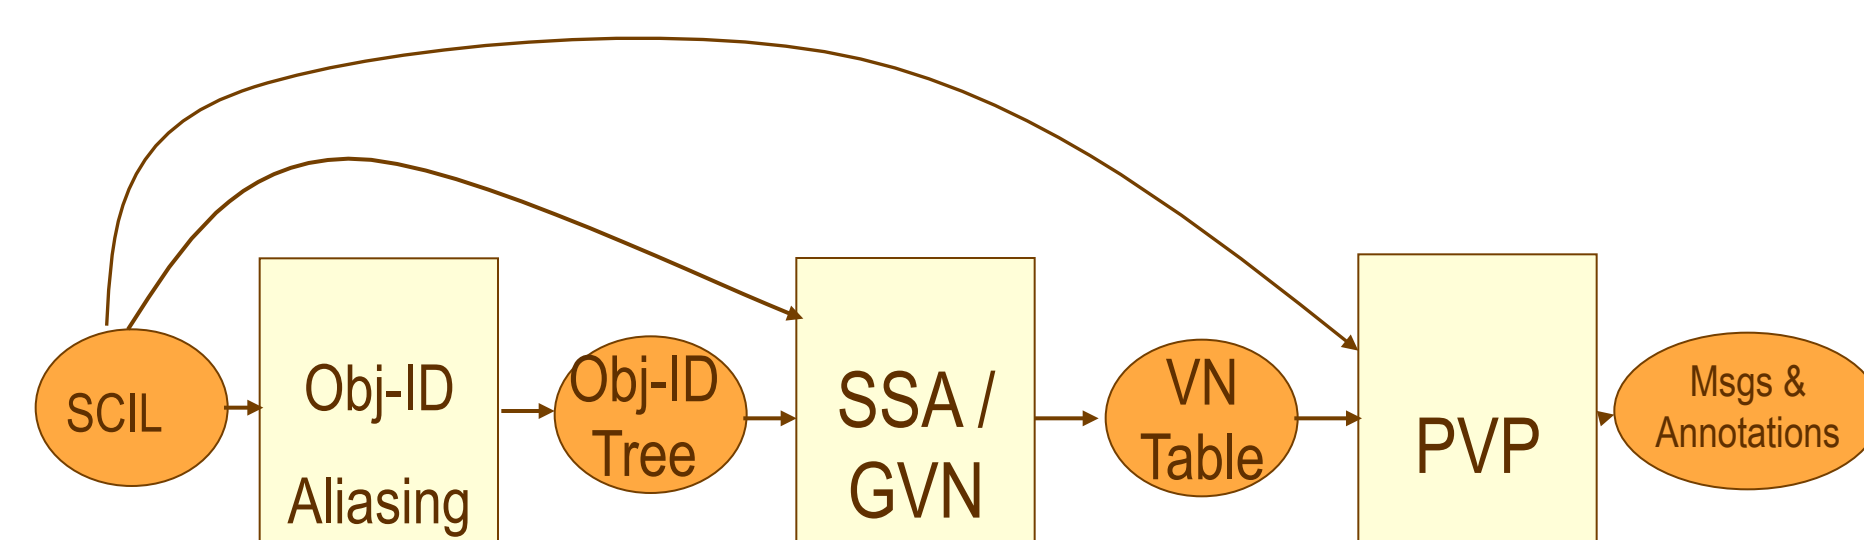 SCIL
Obj-ID
Aliasing
Obj-ID
Tree
SSA /
GVN
VN
Table
PVP
Msgs &
Annotations